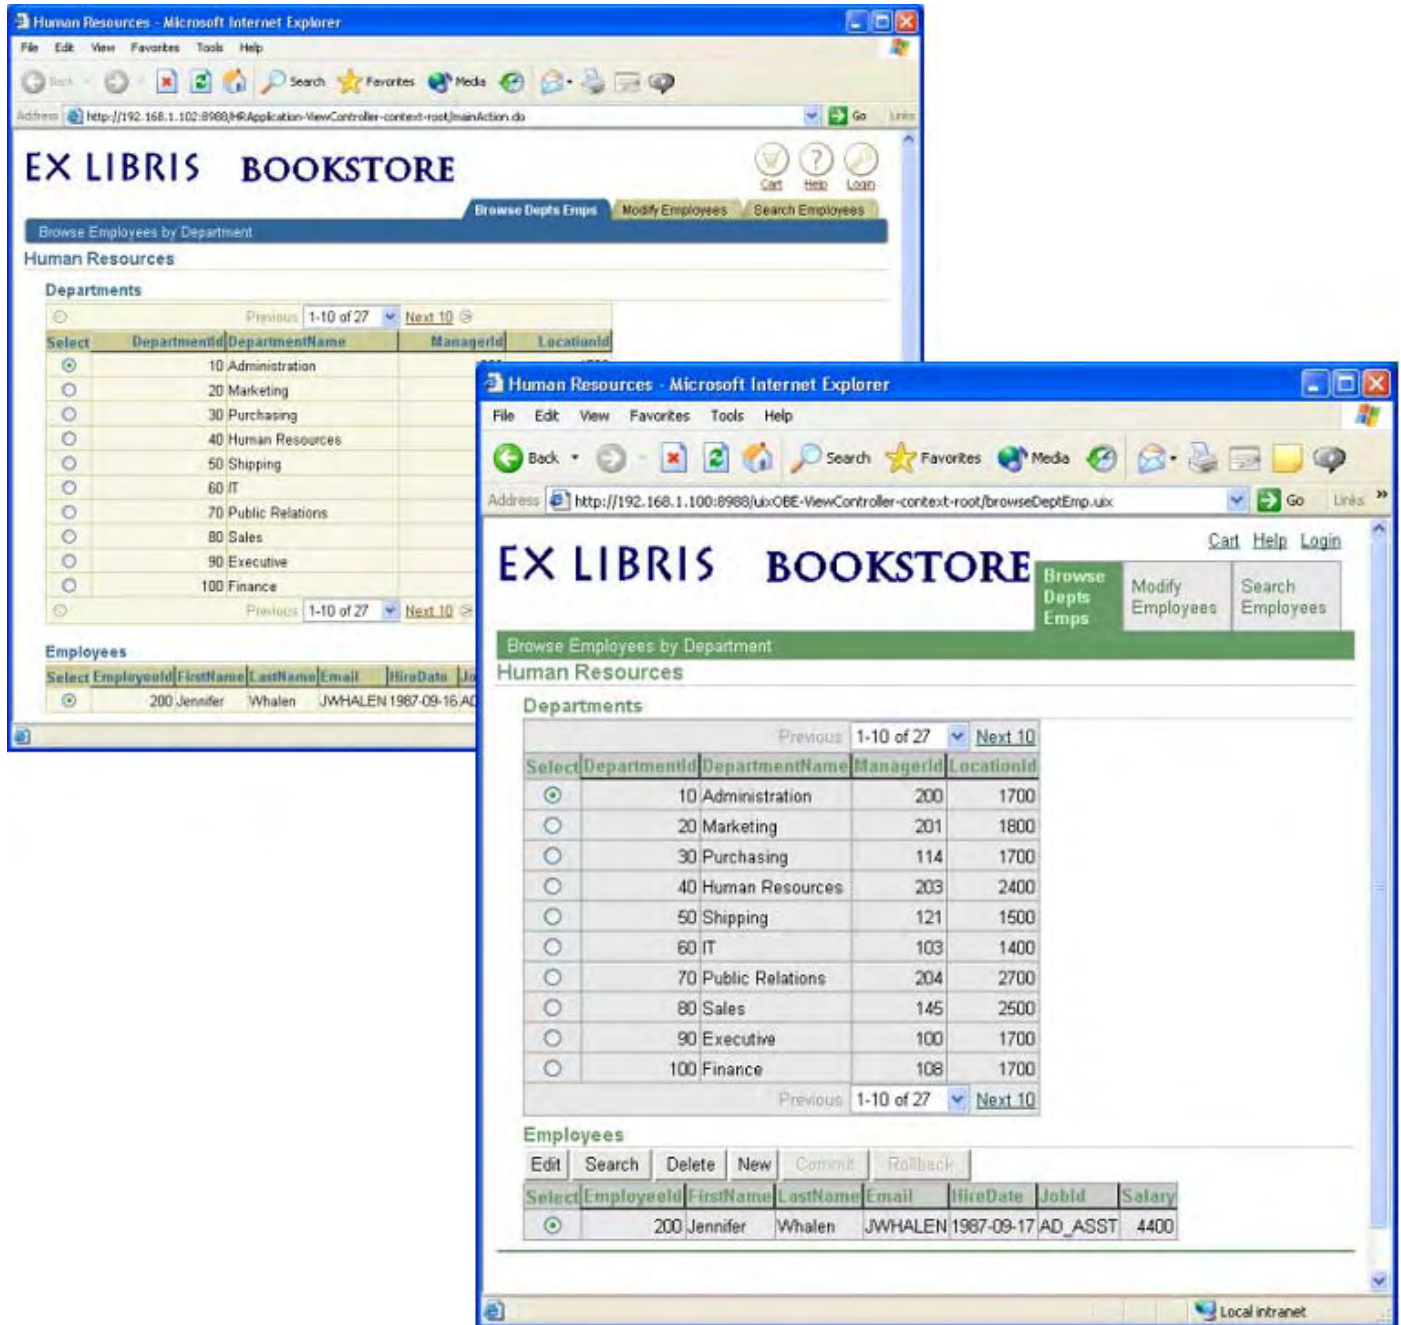 Human Resources - Microsoft Internet Explorer
File Edit View Favorites Tools Help
Back Search Favorites Media
Address http://192.168.1.102:8988/HRApplication-ViewController-context-root/mainAction.do Go Links
EX LIBRIS BOOKSTORE
Cart Help Login
Browse Depts Emps Modify Employees Search Employees
Browse Employees by Department
Human Resources
Departments
Previous 1-10 of 27 Next 10
Select DepartmentId DepartmentName ManagerId LocationId
10 Administration
20 Marketing
30 Purchasing
40 Human Resources
50 Shipping
60 IT
70 Public Relations
80 Sales
90 Executive
100 Finance
Previous 1-10 of 27 Next 10
Employees
Select EmployeeId FirstName LastName Email HireDate Jo
200 Jennifer Whalen JWHALEN 1987-09-16 AD
Human Resources - Microsoft Internet Explorer
File Edit View Favorites Tools Help
Back Search Favorites Media
Address http://192.168.1.100:8988/uixOBE-ViewController-context-root/browseDeptEmp.uix Go Links »
Cart Help Login
EX LIBRIS BOOKSTORE
Browse Depts Emps
Modify Employees
Search Employees
Browse Employees by Department
Human Resources
Departments
Previous 1-10 of 27 Next 10
Select DepartmentId DepartmentName ManagerId LocationId
10 Administration 200 1700
20 Marketing 201 1800
30 Purchasing 114 1700
40 Human Resources 203 2400
50 Shipping 121 1500
60 IT 103 1400
70 Public Relations 204 2700
80 Sales 145 2500
90 Executive 100 1700
100 Finance 108 1700
Previous 1-10 of 27 Next 10
Employees
Edit Search Delete New Commit Rollback
Select EmployeeId FirstName LastName Email HireDate JobId Salary
200 Jennifer Whalen JWHALEN 1987-09-17 AD_ASST 4400
Local intranet